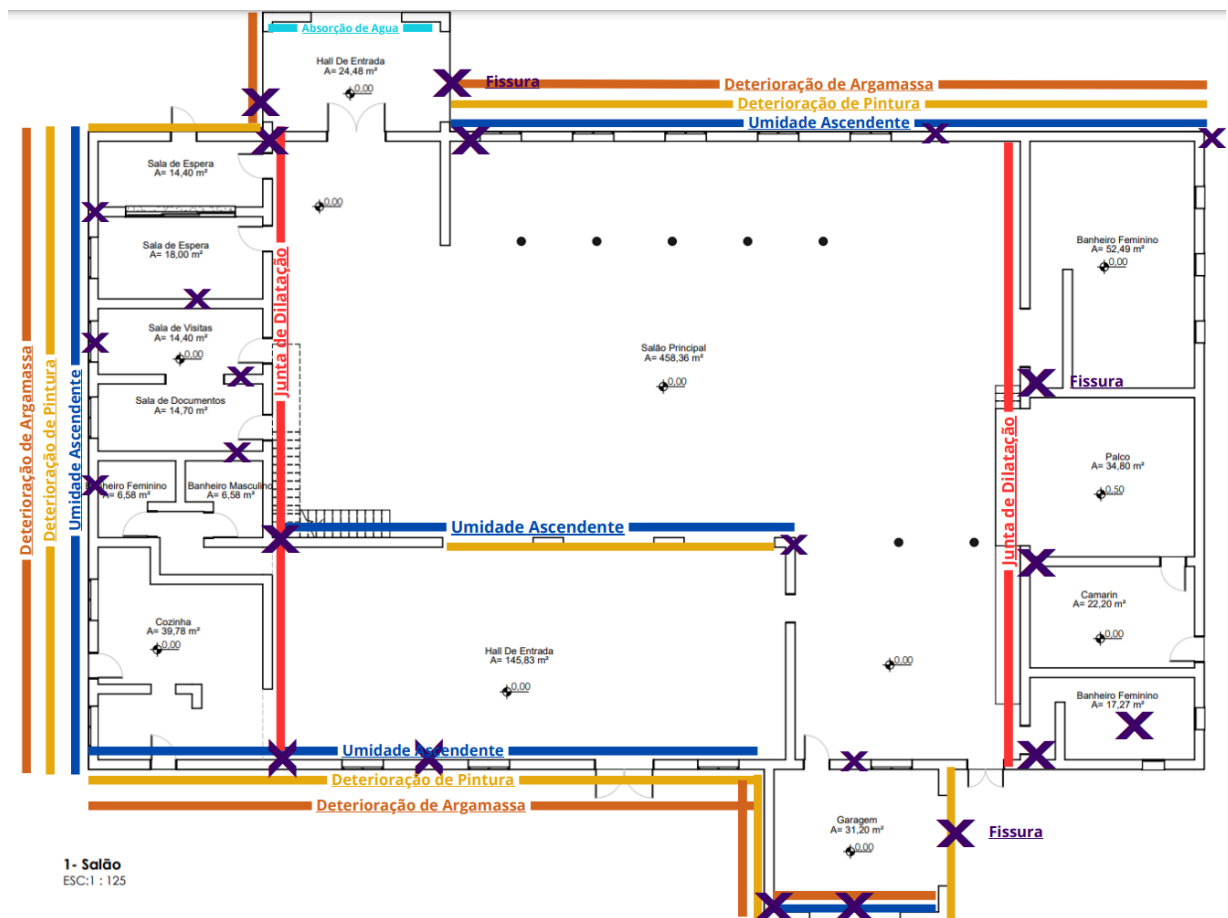 Absorção de Agua
Hall De Entrada
A= 24,48 m²
0,00
Fissura
Deterioração de Argamassa
Deterioração de Pintura
Umidade Ascendente
Sala de Espera
A= 14,40 m²
0,00
Sala de Espera
A= 18,00 m²
Banheiro Feminino
A= 52,49 m²
0,00
Junta de Dilatação
Sala de Visitas
A= 14,40 m²
0,00
Salão Principal
A= 458,36 m²
0,00
Fissura
Sala de Documentos
A= 14,70 m²
Deterioração de Argamassa
Deterioração de Pintura
Umidade Ascendente
Junta de Dilatação
Palco
A= 34,80 m²
0,50
Banheiro Masculino
A= 6,58 m²
A= 6,58 m²
Umidade Ascendente
Camarin
A= 22,20 m²
0,00
Cozinha
A= 39,78 m²
0,00
Hall De Entrada
A= 145,83 m²
0,00
0,00
Banheiro Feminino
A= 17,27 m²
Umidade Ascendente
Deterioração de Pintura
Deterioração de Argamassa
Garagem
A= 31,20 m²
0,00
Fissura
1- Salão
ESC:1 : 125